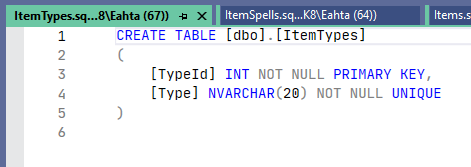 ItemTypes.sq...8\Eahta (67))
ItemSpells.sq...K8\Eahta (64))
Items.s
1 CREATE TABLE [dbo].[ItemTypes]
2 (
3 [TypeId] INT NOT NULL PRIMARY KEY,
4 [Type] NVARCHAR(20) NOT NULL UNIQUE
5 )
6